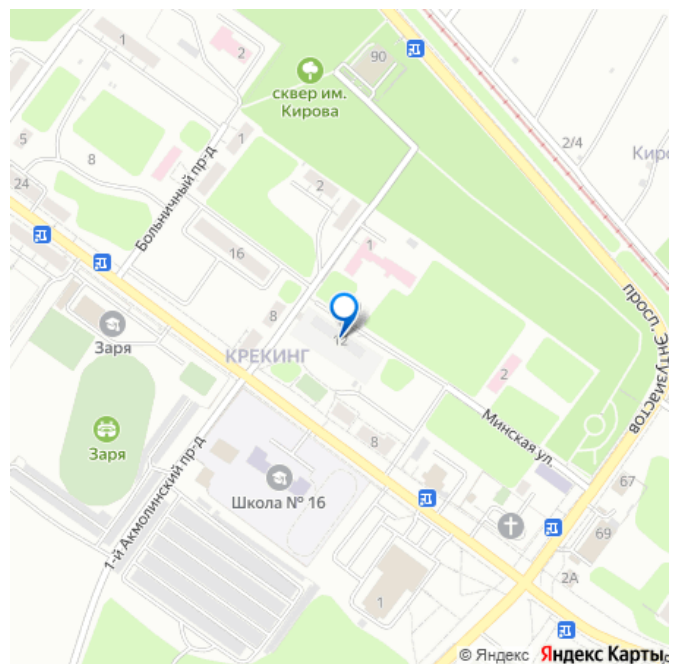 1
2
90
сквер им.
Кирова
2/4
5
8
1
Больничный пр-д
24
2
16
1
8
просп. Энтузиастов
Заря
12
КРЕКИНГ
2
Заря
8
Минская ул.
1-й Акмолинский пр-д
Школа № 16
67
69
2А
1
© Яндекс Яндекс Карты